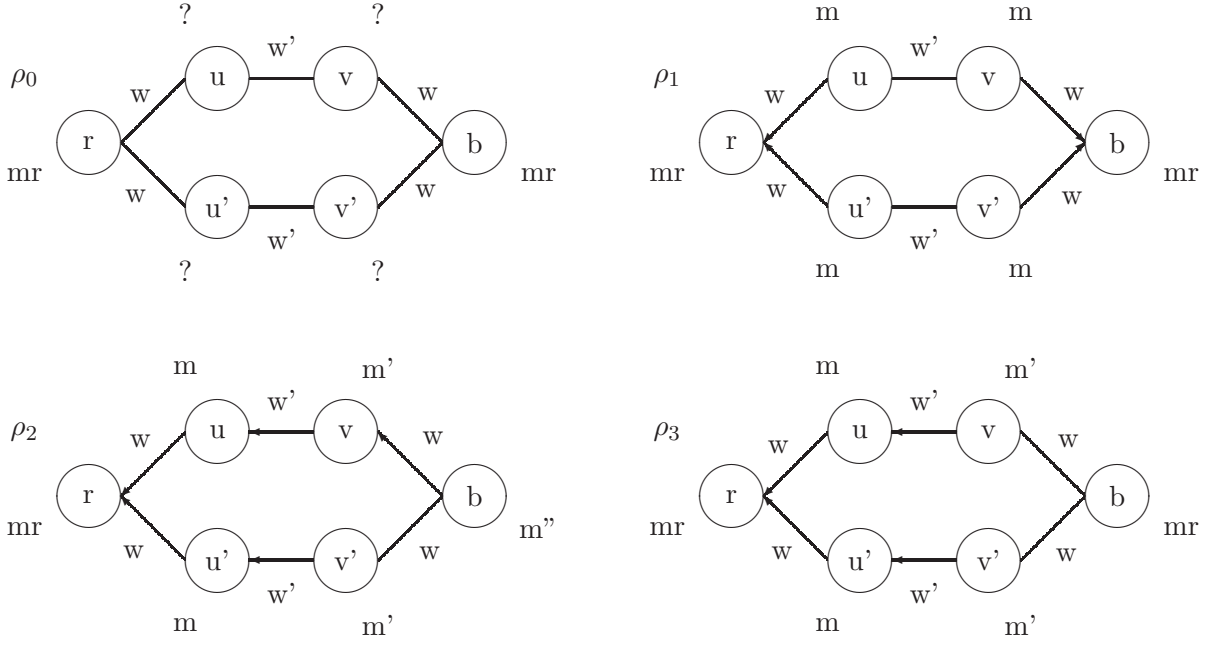 ? ? m m
w' w'
ρ0 u v ρ1 u v
w w w w
r b r b
mr mr mr mr
w w w w
u' v' u' v'
w' w'
? ? m m
m m' m m'
w' w'
ρ2 u v ρ3 u v
w w w w
r b r b
mr m" mr mr
w w w w
u' v' u' v'
w' w'
m m' m m'